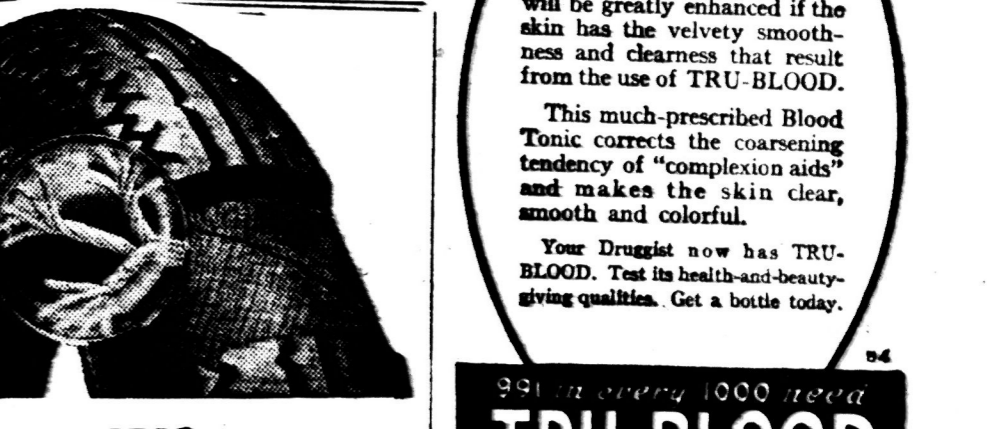 will be greatly enhanced if the
skin has the velvety smooth-
ness and clearness that result
from the use of TRU-BLOOD.
This much-prescribed Blood
Tonic corrects the coarsening
tendency of "complexion aids"
and makes the skin clear,
smooth and colorful.
Your Druggist now has TRU-
BLOOD. Test its health-and-beauty-
giving qualities. Get a bottle today.
54
991 in every 1000 need
TRU-BLOOD